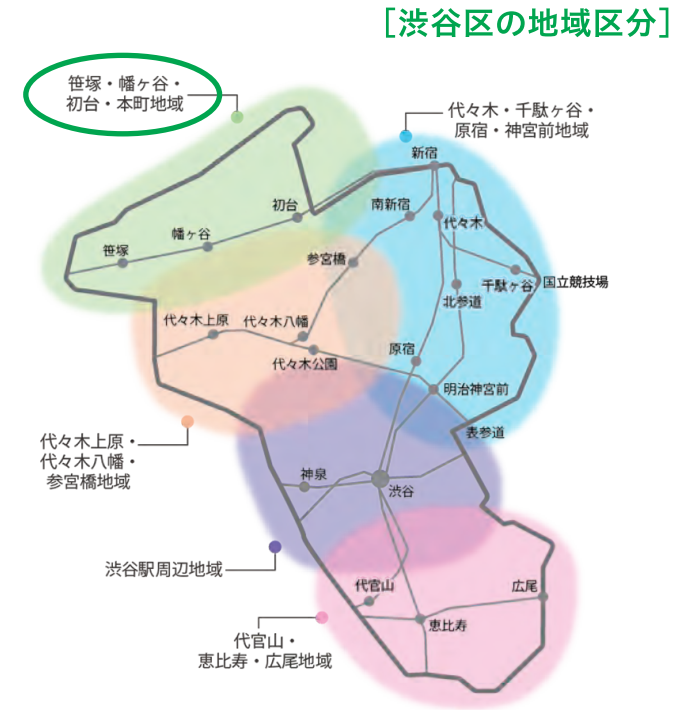 [渋谷区の地域区分]
笹塚・幡ヶ谷・
初台・本町地域
代々木・千駄ヶ谷・
原宿・神宮前地域
新宿
初台
南新宿
代々木
幡ヶ谷
笹塚
参宮橋
千駄ヶ谷
国立競技場
北参道
代々木上原
代々木八幡
代々木公園
原宿
明治神宮前
表参道
代々木上原・
代々木八幡・
参宮橋地域
神泉
渋谷
渋谷駅周辺地域
代官山
広尾
恵比寿
代官山・
恵比寿・広尾地域